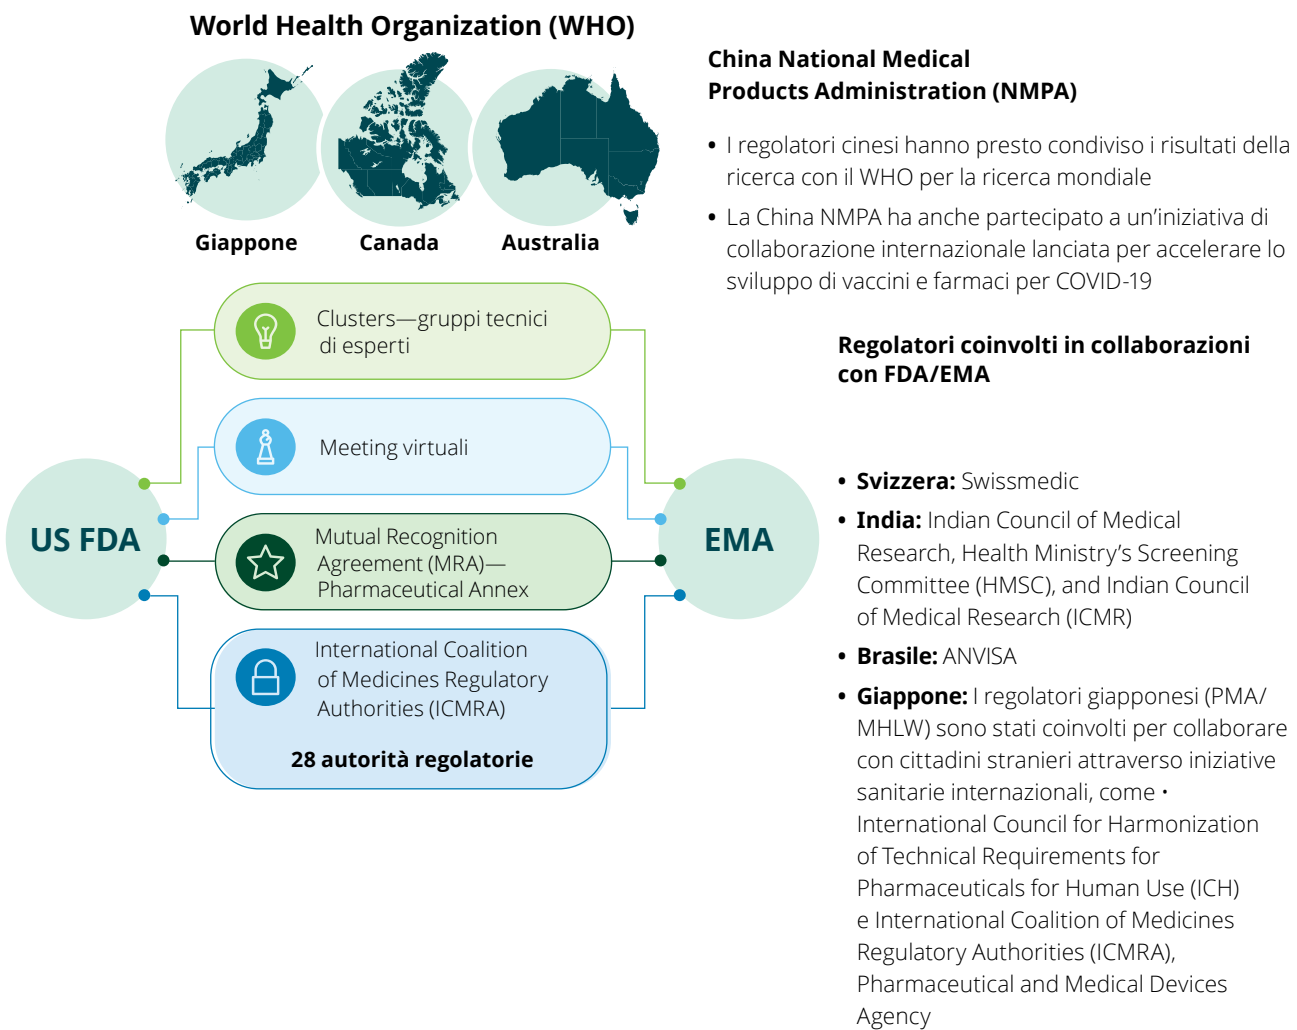 World Health Organization (WHO)
Giappone
Canada
Australia
China National Medical
Products Administration (NMPA)
• I regolatori cinesi hanno presto condiviso i risultati della
ricerca con il WHO per la ricerca mondiale
• La China NMPA ha anche partecipato a un’iniziativa di
collaborazione internazionale lanciata per accelerare lo
sviluppo di vaccini e farmaci per COVID-19
US FDA
Clusters—gruppi tecnici
di esperti
Meeting virtuali
Mutual Recognition
Agreement (MRA)—
Pharmaceutical Annex
International Coalition
of Medicines Regulatory
Authorities (ICMRA)
28 autorità regolatorie
EMA
Regolatori coinvolti in collaborazioni
con FDA/EMA
• Svizzera: Swissmedic
• India: Indian Council of Medical
Research, Health Ministry’s Screening
Committee (HMSC), and Indian Council
of Medical Research (ICMR)
• Brasile: ANVISA
• Giappone: I regolatori giapponesi (PMA/
MHLW) sono stati coinvolti per collaborare
con cittadini stranieri attraverso iniziative
sanitarie internazionali, come •
International Council for Harmonization
of Technical Requirements for
Pharmaceuticals for Human Use (ICH)
e International Coalition of Medicines
Regulatory Authorities (ICMRA),
Pharmaceutical and Medical Devices
Agency